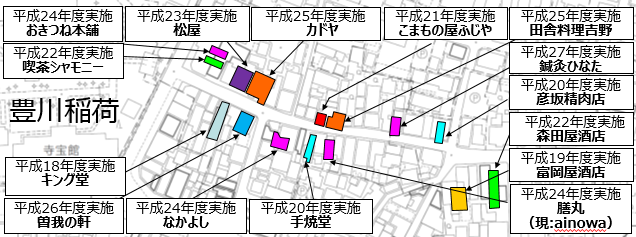 平成24年度実施
おきつね本舗
平成23年度実施
松屋
平成25年度実施
カドヤ
平成21年度実施
こまもの屋ふじや
平成25年度実施
田舎料理吉野
平成22年度実施
喫茶シャモニー
平成27年度実施
鍼灸ひなた
平成20年度実施
彦坂精肉店
豊川稲荷
寺宝館
平成22年度実施
森田屋酒店
平成18年度実施
キング堂
平成19年度実施
富岡屋酒店
平成26年度実施
曽我の軒
平成24年度実施
なかよし
平成20年度実施
手焼堂
平成24年度実施
膳丸
（現:ainowa）